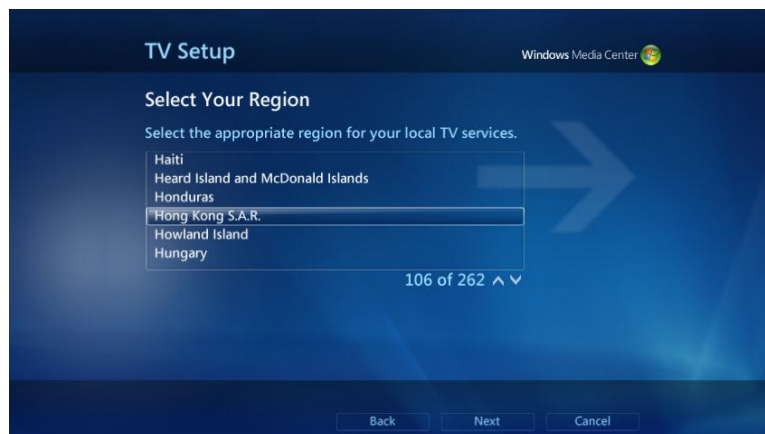 TV Setup
Windows Media Center
Select Your Region
Select the appropriate region for your local TV services.
Haiti
Heard Island and McDonald Islands
Honduras
Hong Kong S.A.R.
Howland Island
Hungary
106 of 262
Back Next Cancel